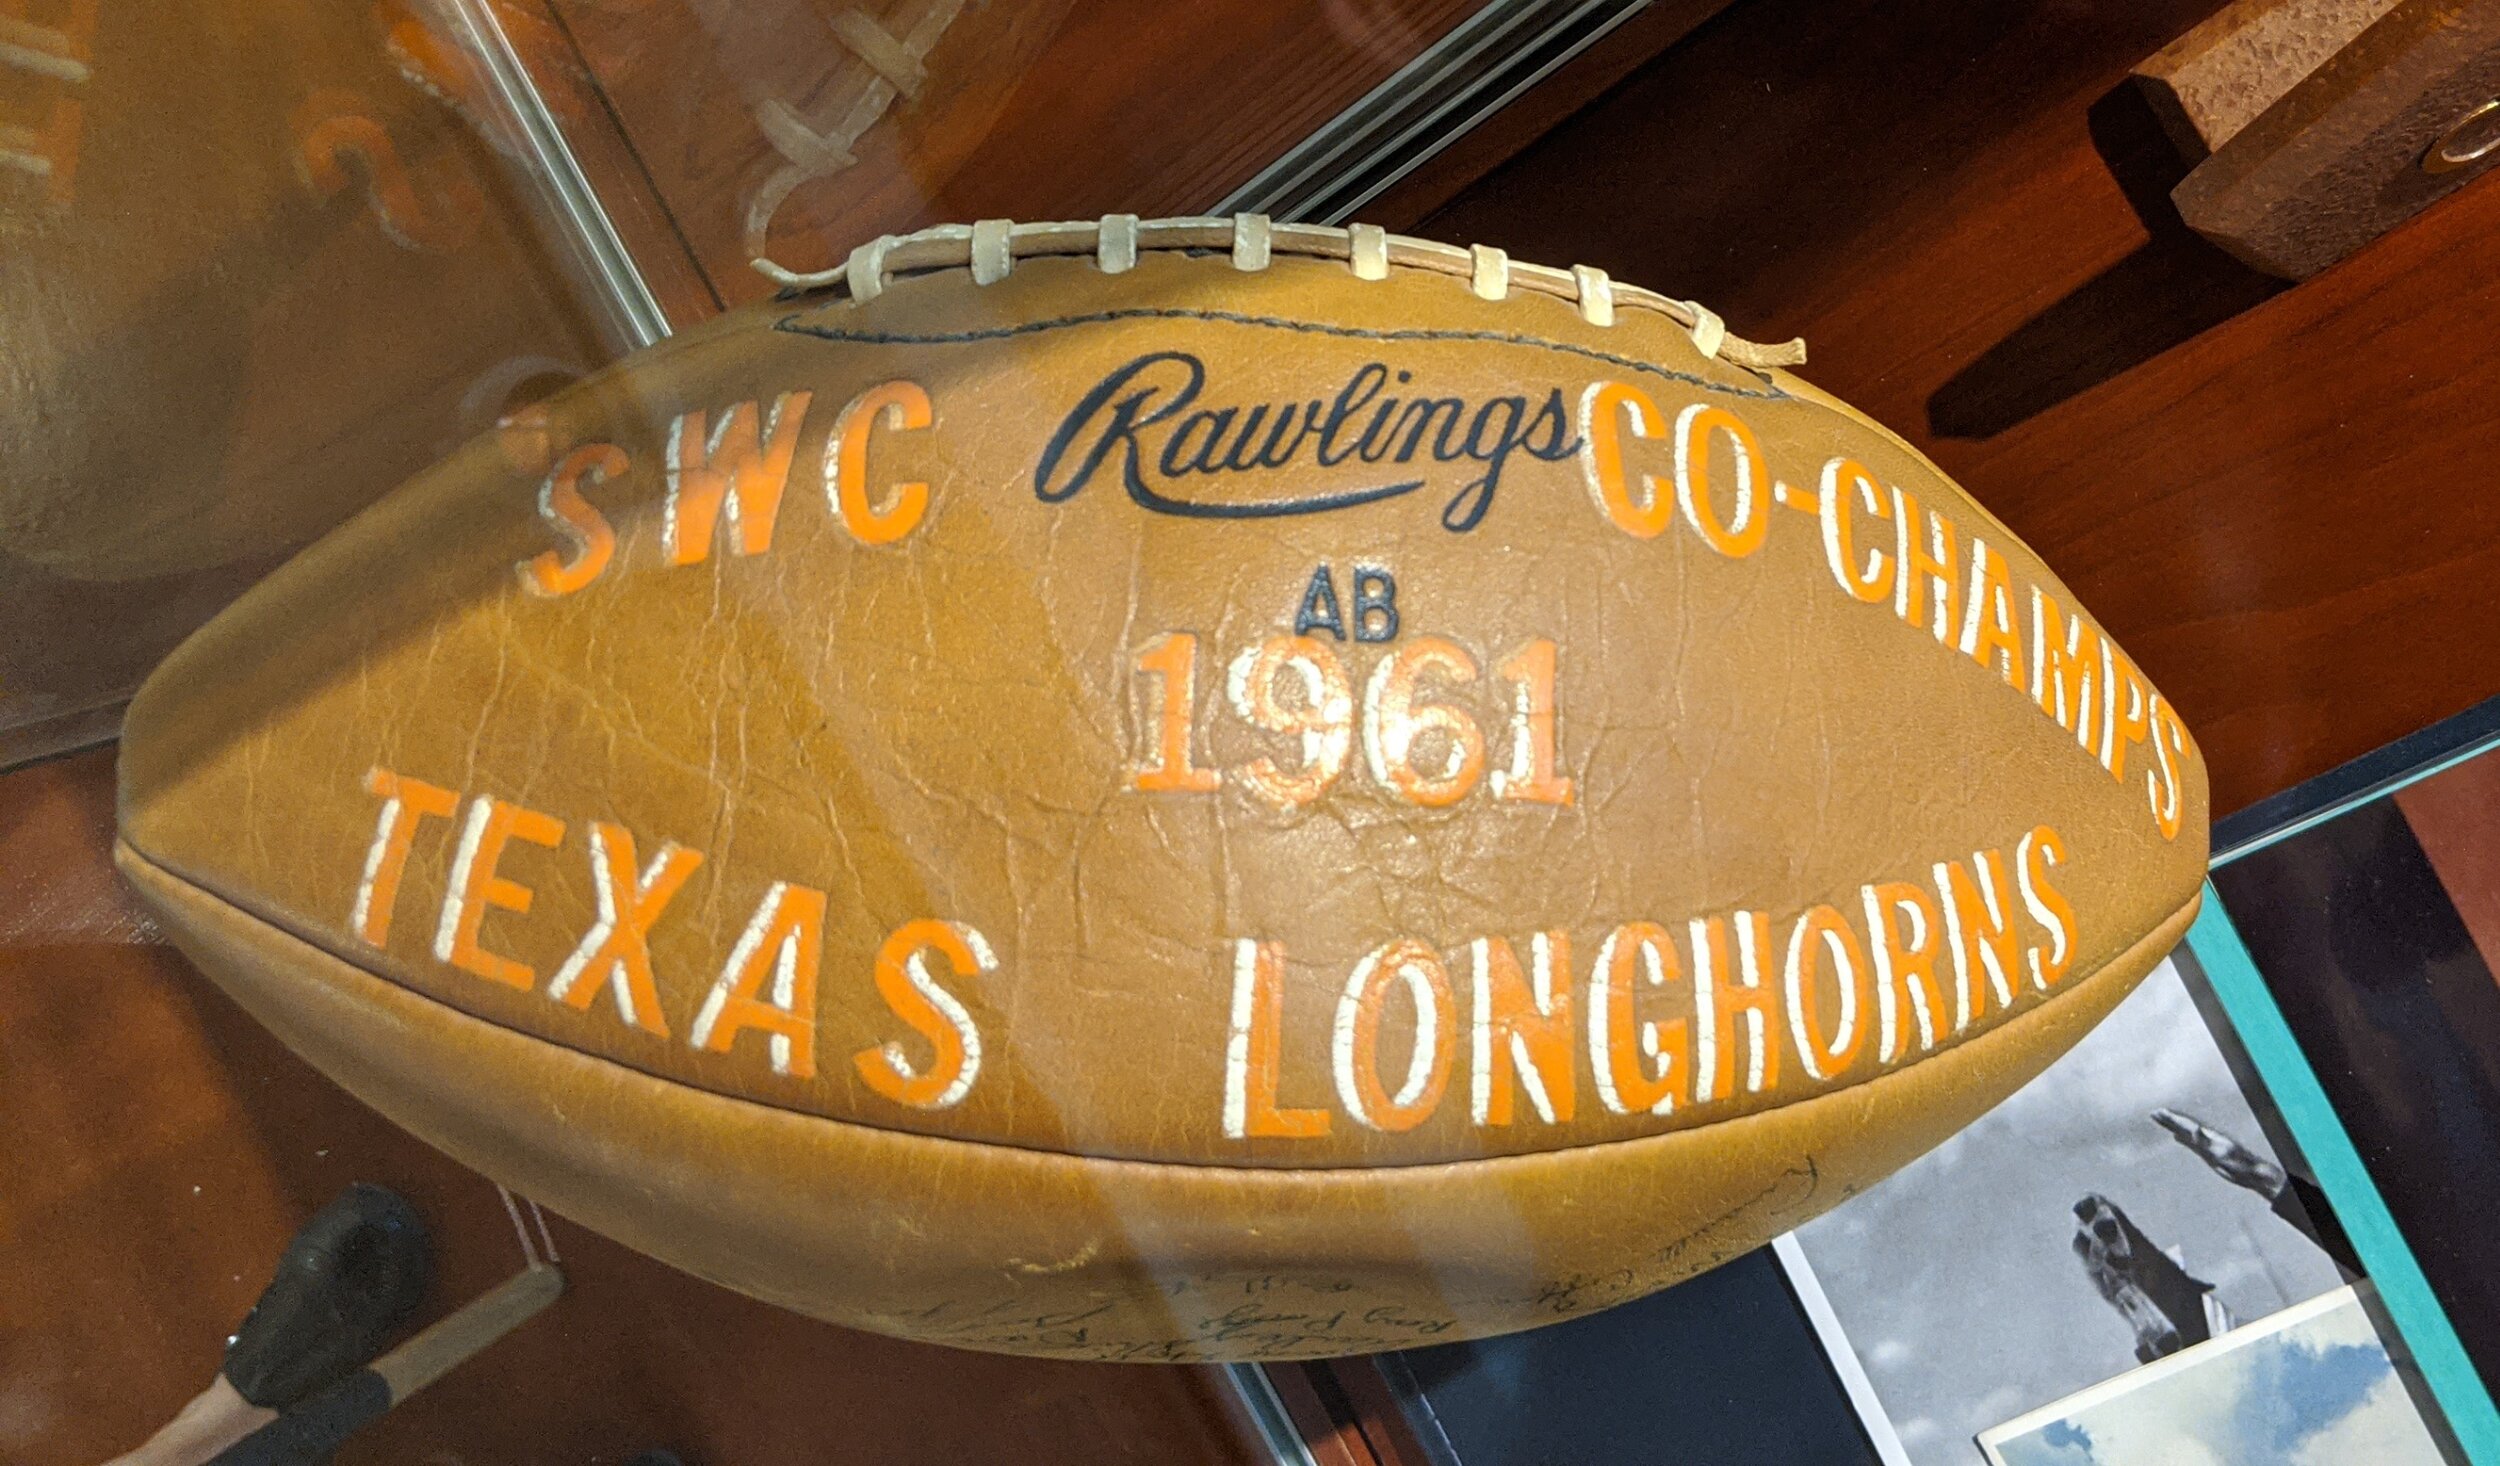 SWC Rawlings CO-CHAMPS
AB
1961
TEXAS LONGHORNS